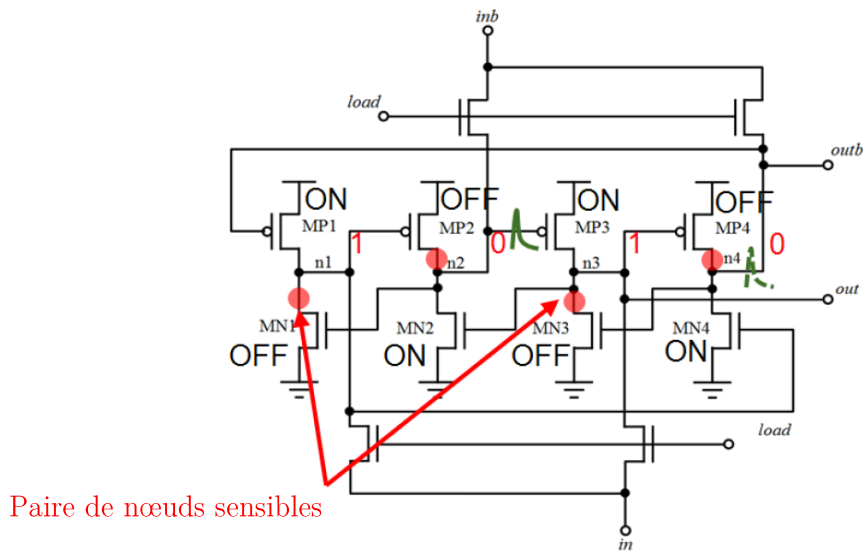 inb
load
outb
ON
OFF
ON
OFF
MP1
MP2
MP3
MP4
1
0
1
0
n1
n2
n3
n4
out
MN1
MN2
MN3
MN4
OFF
ON
OFF
ON
load
Paire de nœuds sensibles
in